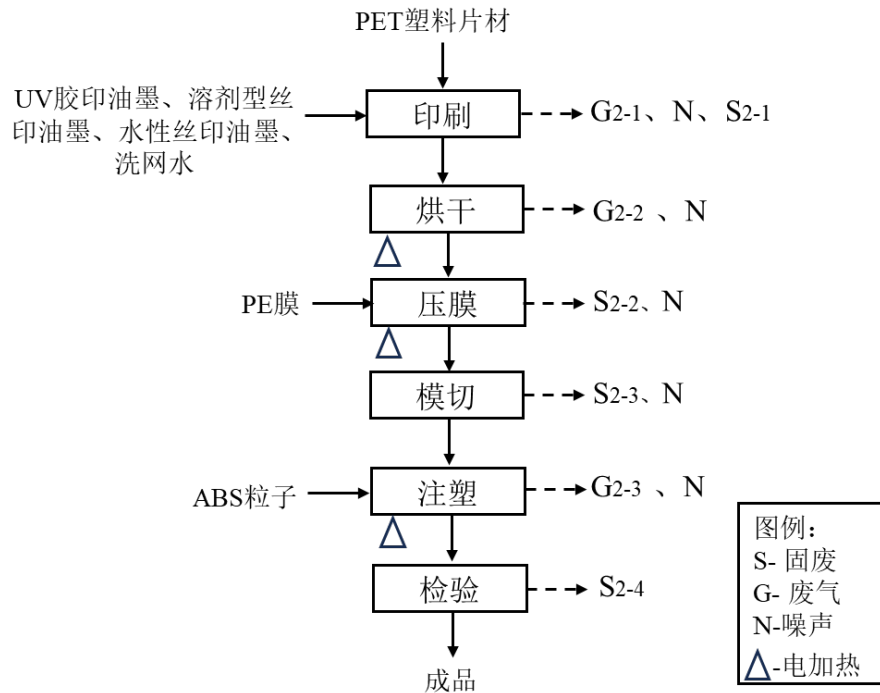 PET塑料片材
UV胶印油墨、溶剂型丝
印油墨、水性丝印油墨、
洗网水
印刷
G2-1、N、S2-1
烘干
G2-2 、N
PE膜
压膜
S2-2、N
模切
S2-3、N
ABS粒子
注塑
G2-3 、N
检验
S2-4
成品
图例：
S- 固废
G- 废气
N-噪声
-电加热